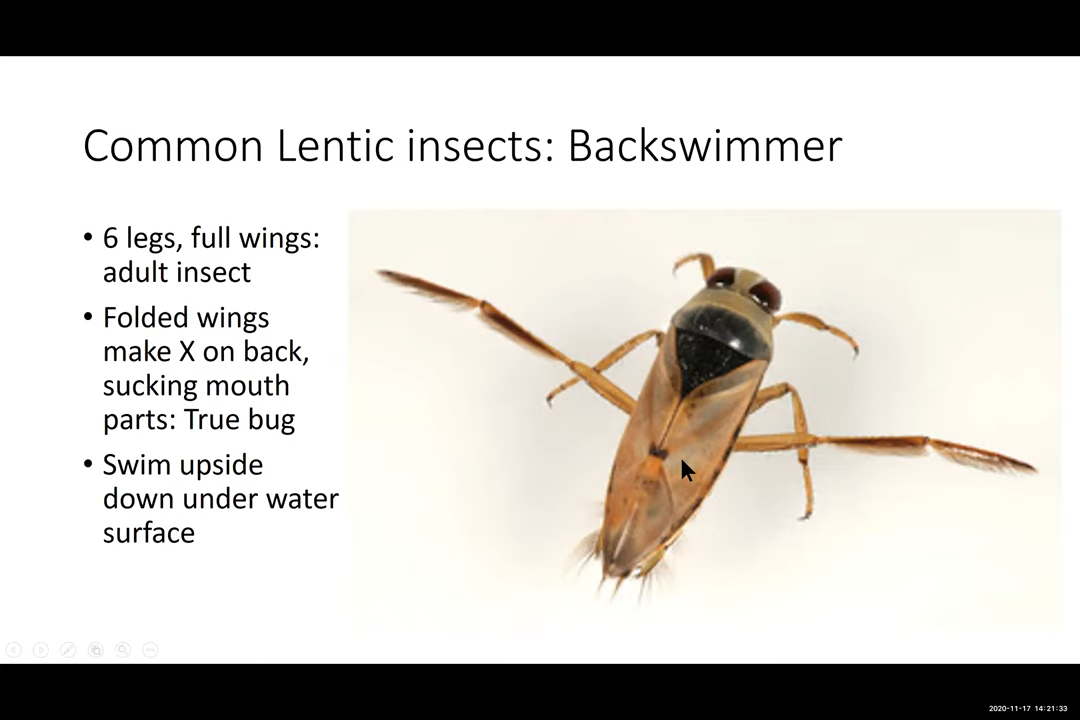 Common Lentic insects: Backswimmer
• 6 legs, full wings:
adult insect
• Folded wings
make X on back,
sucking mouth
parts: True bug
• Swim upside
down under water
surface
2020-11-17 14:21:33